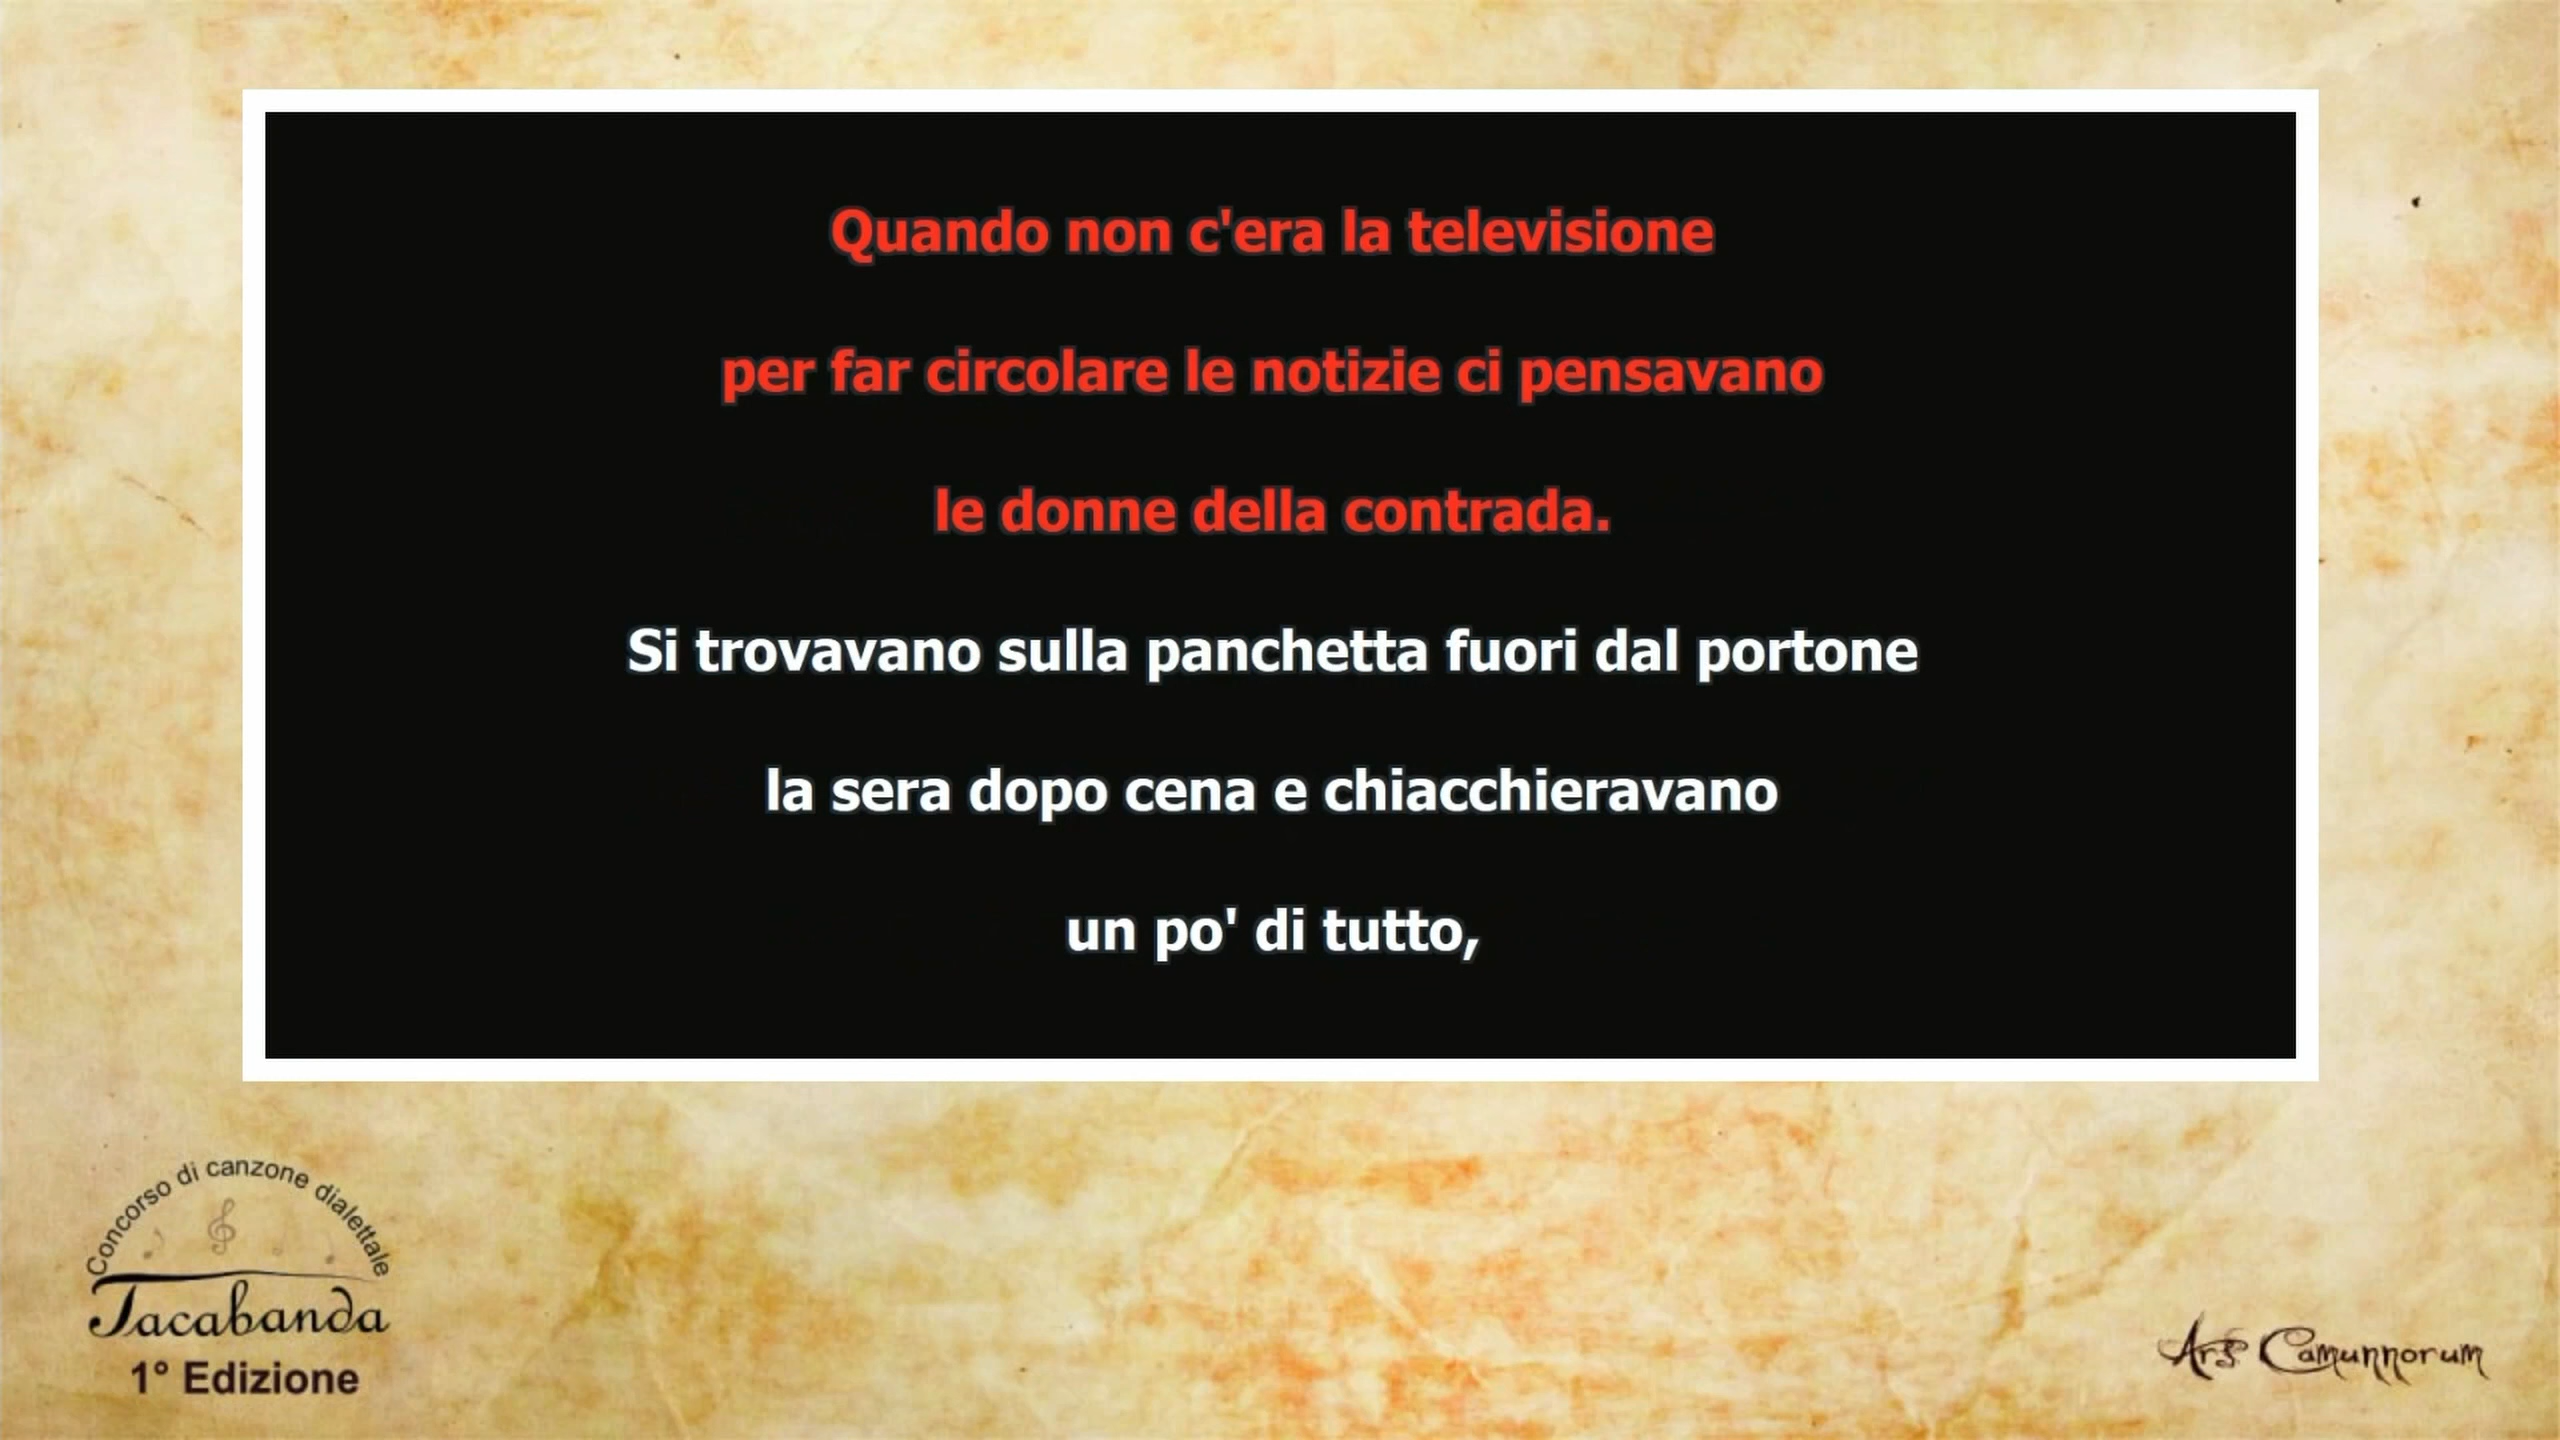 Quando non c'era la televisione
per far circolare le notizie ci pensavano
le donne della contrada.
Si trovavano sulla panchetta fuori dal portone
la sera dopo cena e chiacchieravano
un po' di tutto,
Concorso di canzone dialettale
Tacabanda
1° Edizione
Ars Camunnorum